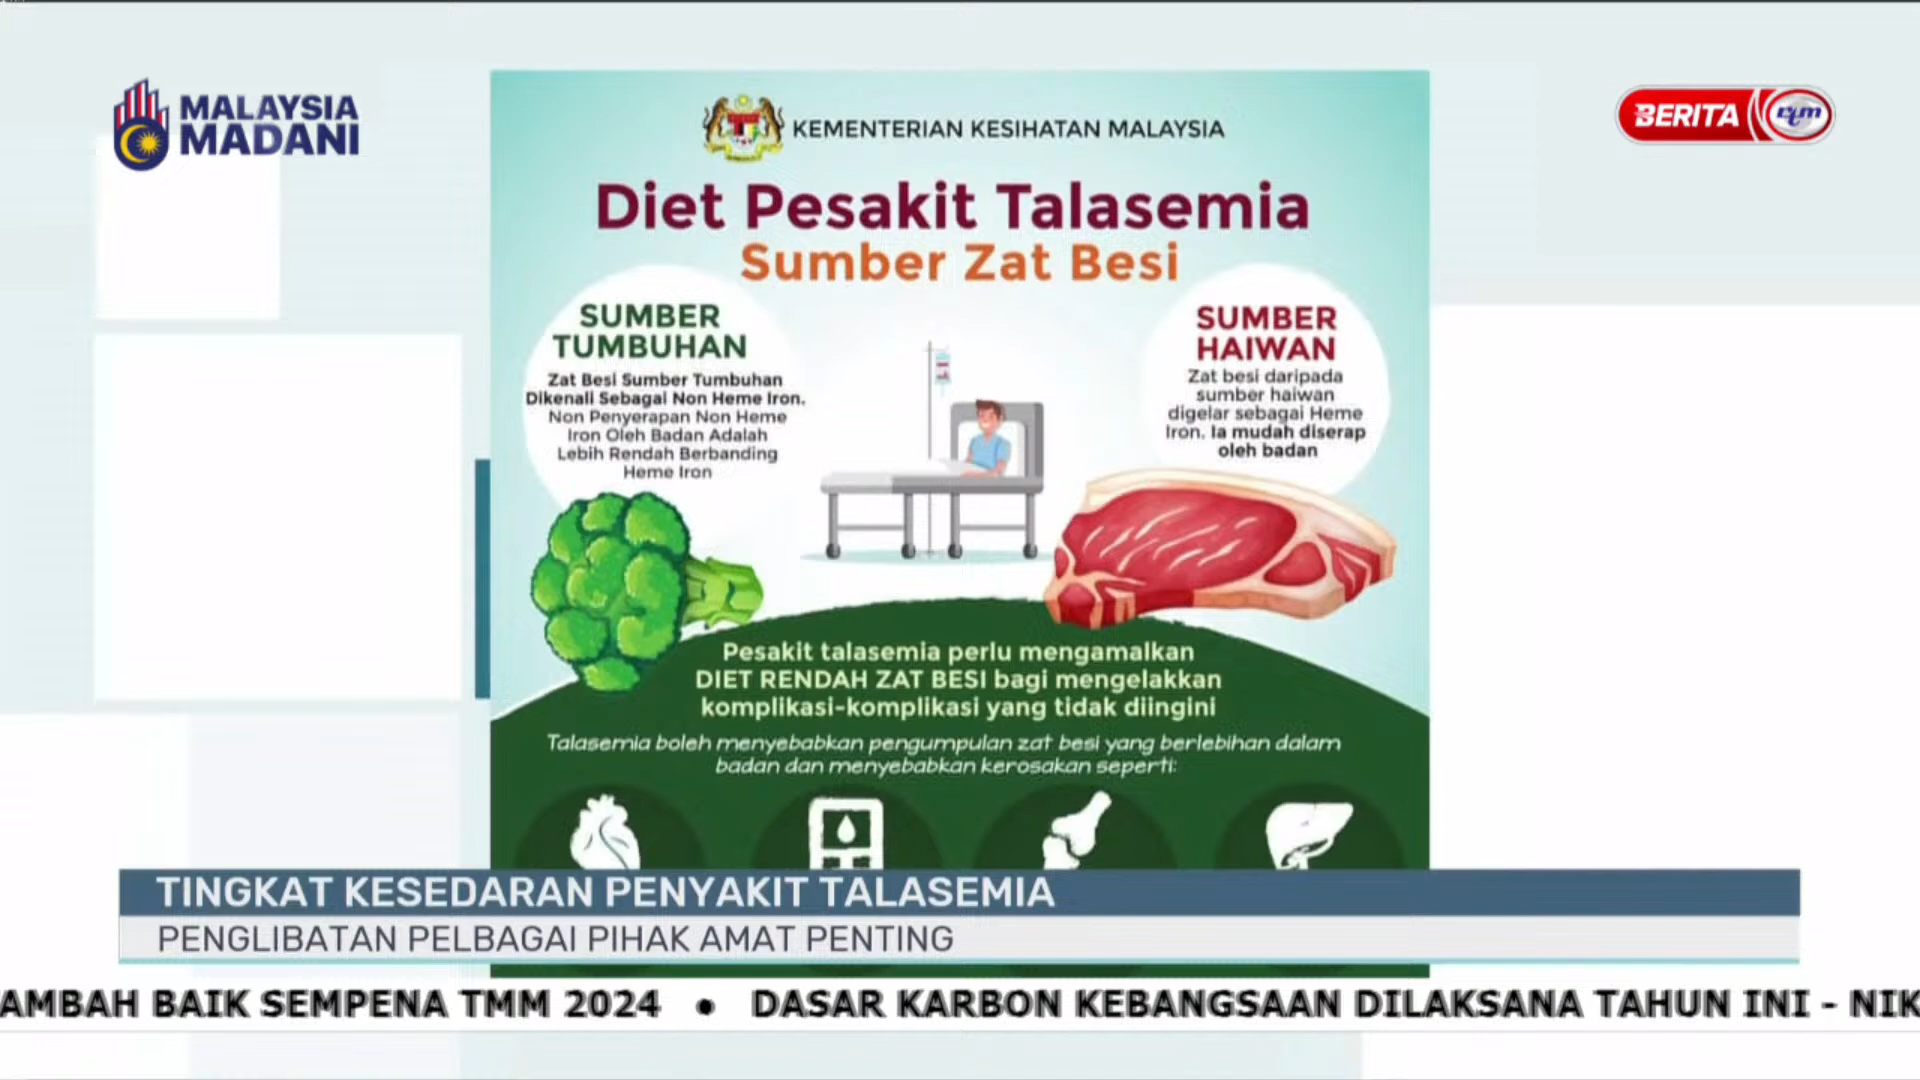 MALAYSIA
MADANI
BERITA rtm
KEMENTERIAN KESIHATAN MALAYSIA
Diet Pesakit Talasemia
Sumber Zat Besi
SUMBER
TUMBUHAN
Zat Besi Sumber Tumbuhan
Dikenali Sebagai Non Heme Iron.
Non Penyerapan Non Heme
Iron Oleh Badan Adalah
Lebih Rendah Berbanding
Heme Iron
SUMBER
HAIWAN
Zat besi daripada
sumber haiwan
digelar sebagai Heme
Iron. Ia mudah diserap
oleh badan
Pesakit talasemia perlu mengamalkan
DIET RENDAH ZAT BESI bagi mengelakkan
komplikasi-komplikasi yang tidak diingini
Talasemia boleh menyebabkan pengumpulan zat besi yang berlebihan dalam
badan dan menyebabkan kerosakan seperti:
TINGKAT KESEDARAN PENYAKIT TALASEMIA
PENGLIBATAN PELBAGAI PIHAK AMAT PENTING
AMBAH BAIK SEMPENA TMM 2024 • DASAR KARBON KEBANGSAAN DILAKSANA TAHUN INI - NIK